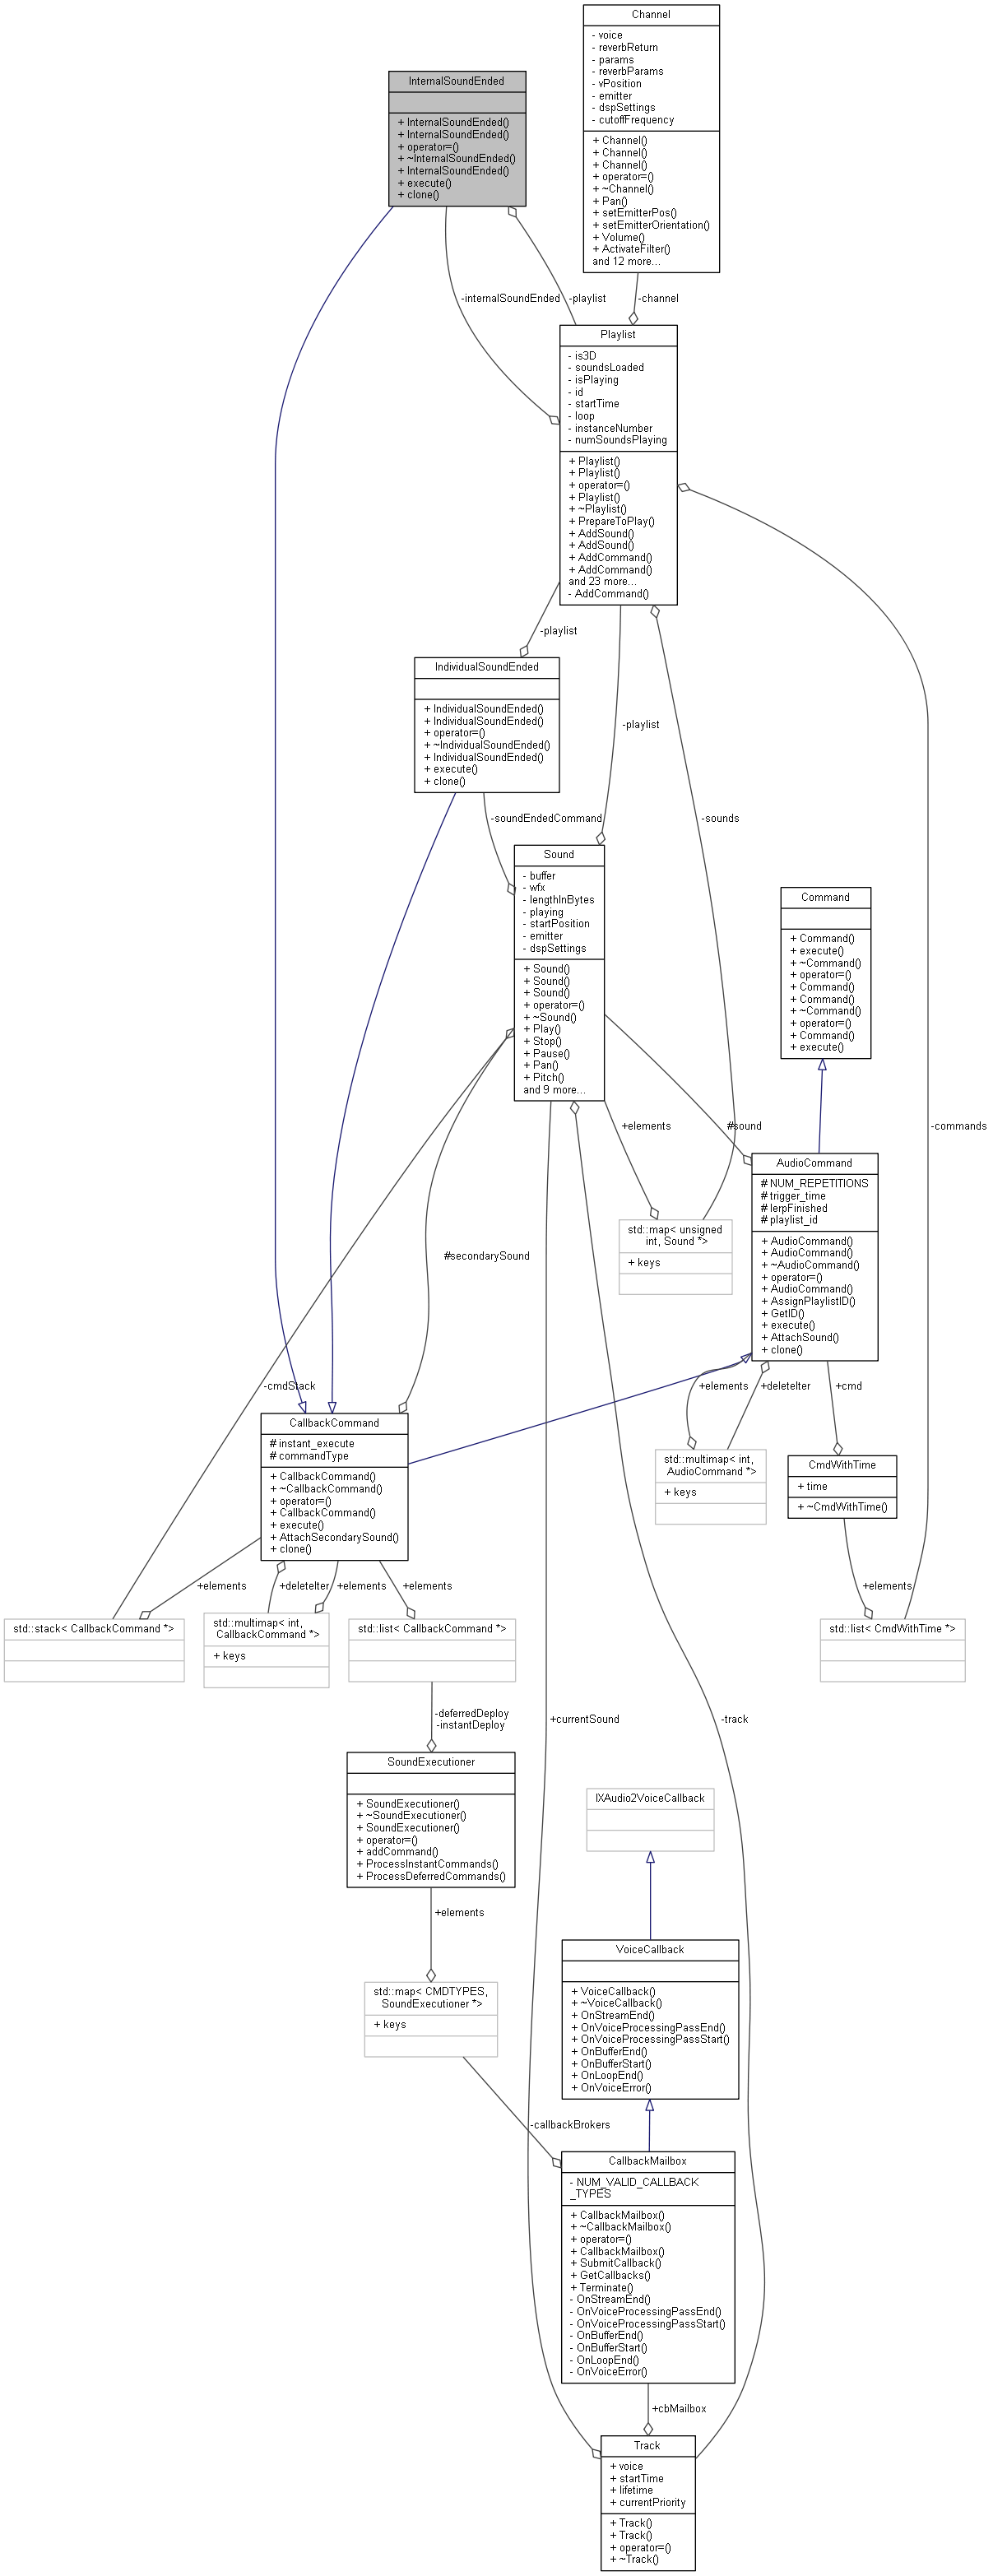 Channel
- voice
- reverbReturn
- params
- reverbParams
- vPosition
- emitter
- dspSettings
- cutoffFrequency
+ Channel()
+ Channel()
+ Channel()
+ operator=()
+ ~Channel()
+ Pan()
+ setEmitterPos()
+ setEmitterOrientation()
+ Volume()
+ ActivateFilter()
and 12 more...
InternalSoundEnded
+ InternalSoundEnded()
+ InternalSoundEnded()
+ operator=()
+ ~InternalSoundEnded()
+ InternalSoundEnded()
+ execute()
+ clone()
-internalSoundEnded
-playlist
-channel
Playlist
- is3D
- soundsLoaded
- isPlaying
- id
- startTime
- loop
- instanceNumber
- numSoundsPlaying
+ Playlist()
+ Playlist()
+ operator=()
+ Playlist()
+ ~Playlist()
+ PrepareToPlay()
+ AddSound()
+ AddSound()
+ AddCommand()
+ AddCommand()
and 23 more...
- AddCommand()
-playlist
IndividualSoundEnded
+ IndividualSoundEnded()
+ IndividualSoundEnded()
+ operator=()
+ ~IndividualSoundEnded()
+ IndividualSoundEnded()
+ execute()
+ clone()
-playlist
-soundEndedCommand
-sounds
Sound
- buffer
- wfx
- lengthInBytes
- playing
- startPosition
- emitter
- dspSettings
+ Sound()
+ Sound()
+ Sound()
+ operator=()
+ ~Sound()
+ Play()
+ Stop()
+ Pause()
+ Pan()
+ Pitch()
and 9 more...
Command
+ Command()
+ execute()
+ ~Command()
+ operator=()
+ Command()
+ Command()
+ ~Command()
+ operator=()
+ Command()
+ execute()
+elements
#sound
-commands
AudioCommand
# NUM_REPETITIONS
# trigger_time
# lerpFinished
# playlist_id
+ AudioCommand()
+ AudioCommand()
+ ~AudioCommand()
+ operator=()
+ AudioCommand()
+ AssignPlaylistID()
+ GetID()
+ execute()
+ AttachSound()
+ clone()
std::map< unsigned
int, Sound *>
+ keys
#secondarySound
-cmdStack
+elements
+deleteIter
+cmd
CallbackCommand
# instant_execute
# commandType
+ CallbackCommand()
+ ~CallbackCommand()
+ operator=()
+ CallbackCommand()
+ execute()
+ AttachSecondarySound()
+ clone()
std::multimap< int,
AudioCommand *>
+ keys
CmdWithTime
+ time
+ ~CmdWithTime()
+elements
+deleteIter
+elements
+elements
+elements
std::stack< CallbackCommand *>
std::multimap< int,
CallbackCommand *>
+ keys
std::list< CallbackCommand *>
std::list< CmdWithTime *>
-deferredDeploy
-instantDeploy
+currentSound
-track
SoundExecutioner
+ SoundExecutioner()
+ ~SoundExecutioner()
+ SoundExecutioner()
+ operator=()
+ addCommand()
+ ProcessInstantCommands()
+ ProcessDeferredCommands()
IXAudio2VoiceCallback
+elements
VoiceCallback
+ VoiceCallback()
+ ~VoiceCallback()
+ OnStreamEnd()
+ OnVoiceProcessingPassEnd()
+ OnVoiceProcessingPassStart()
+ OnBufferEnd()
+ OnBufferStart()
+ OnLoopEnd()
+ OnVoiceError()
std::map< CMDTYPES,
SoundExecutioner *>
+ keys
-callbackBrokers
CallbackMailbox
- NUM_VALID_CALLBACK
_TYPES
+ CallbackMailbox()
+ ~CallbackMailbox()
+ operator=()
+ CallbackMailbox()
+ SubmitCallback()
+ GetCallbacks()
+ Terminate()
- OnStreamEnd()
- OnVoiceProcessingPassEnd()
- OnVoiceProcessingPassStart()
- OnBufferEnd()
- OnBufferStart()
- OnLoopEnd()
- OnVoiceError()
+cbMailbox
Track
+ voice
+ startTime
+ lifetime
+ currentPriority
+ Track()
+ Track()
+ operator=()
+ ~Track()